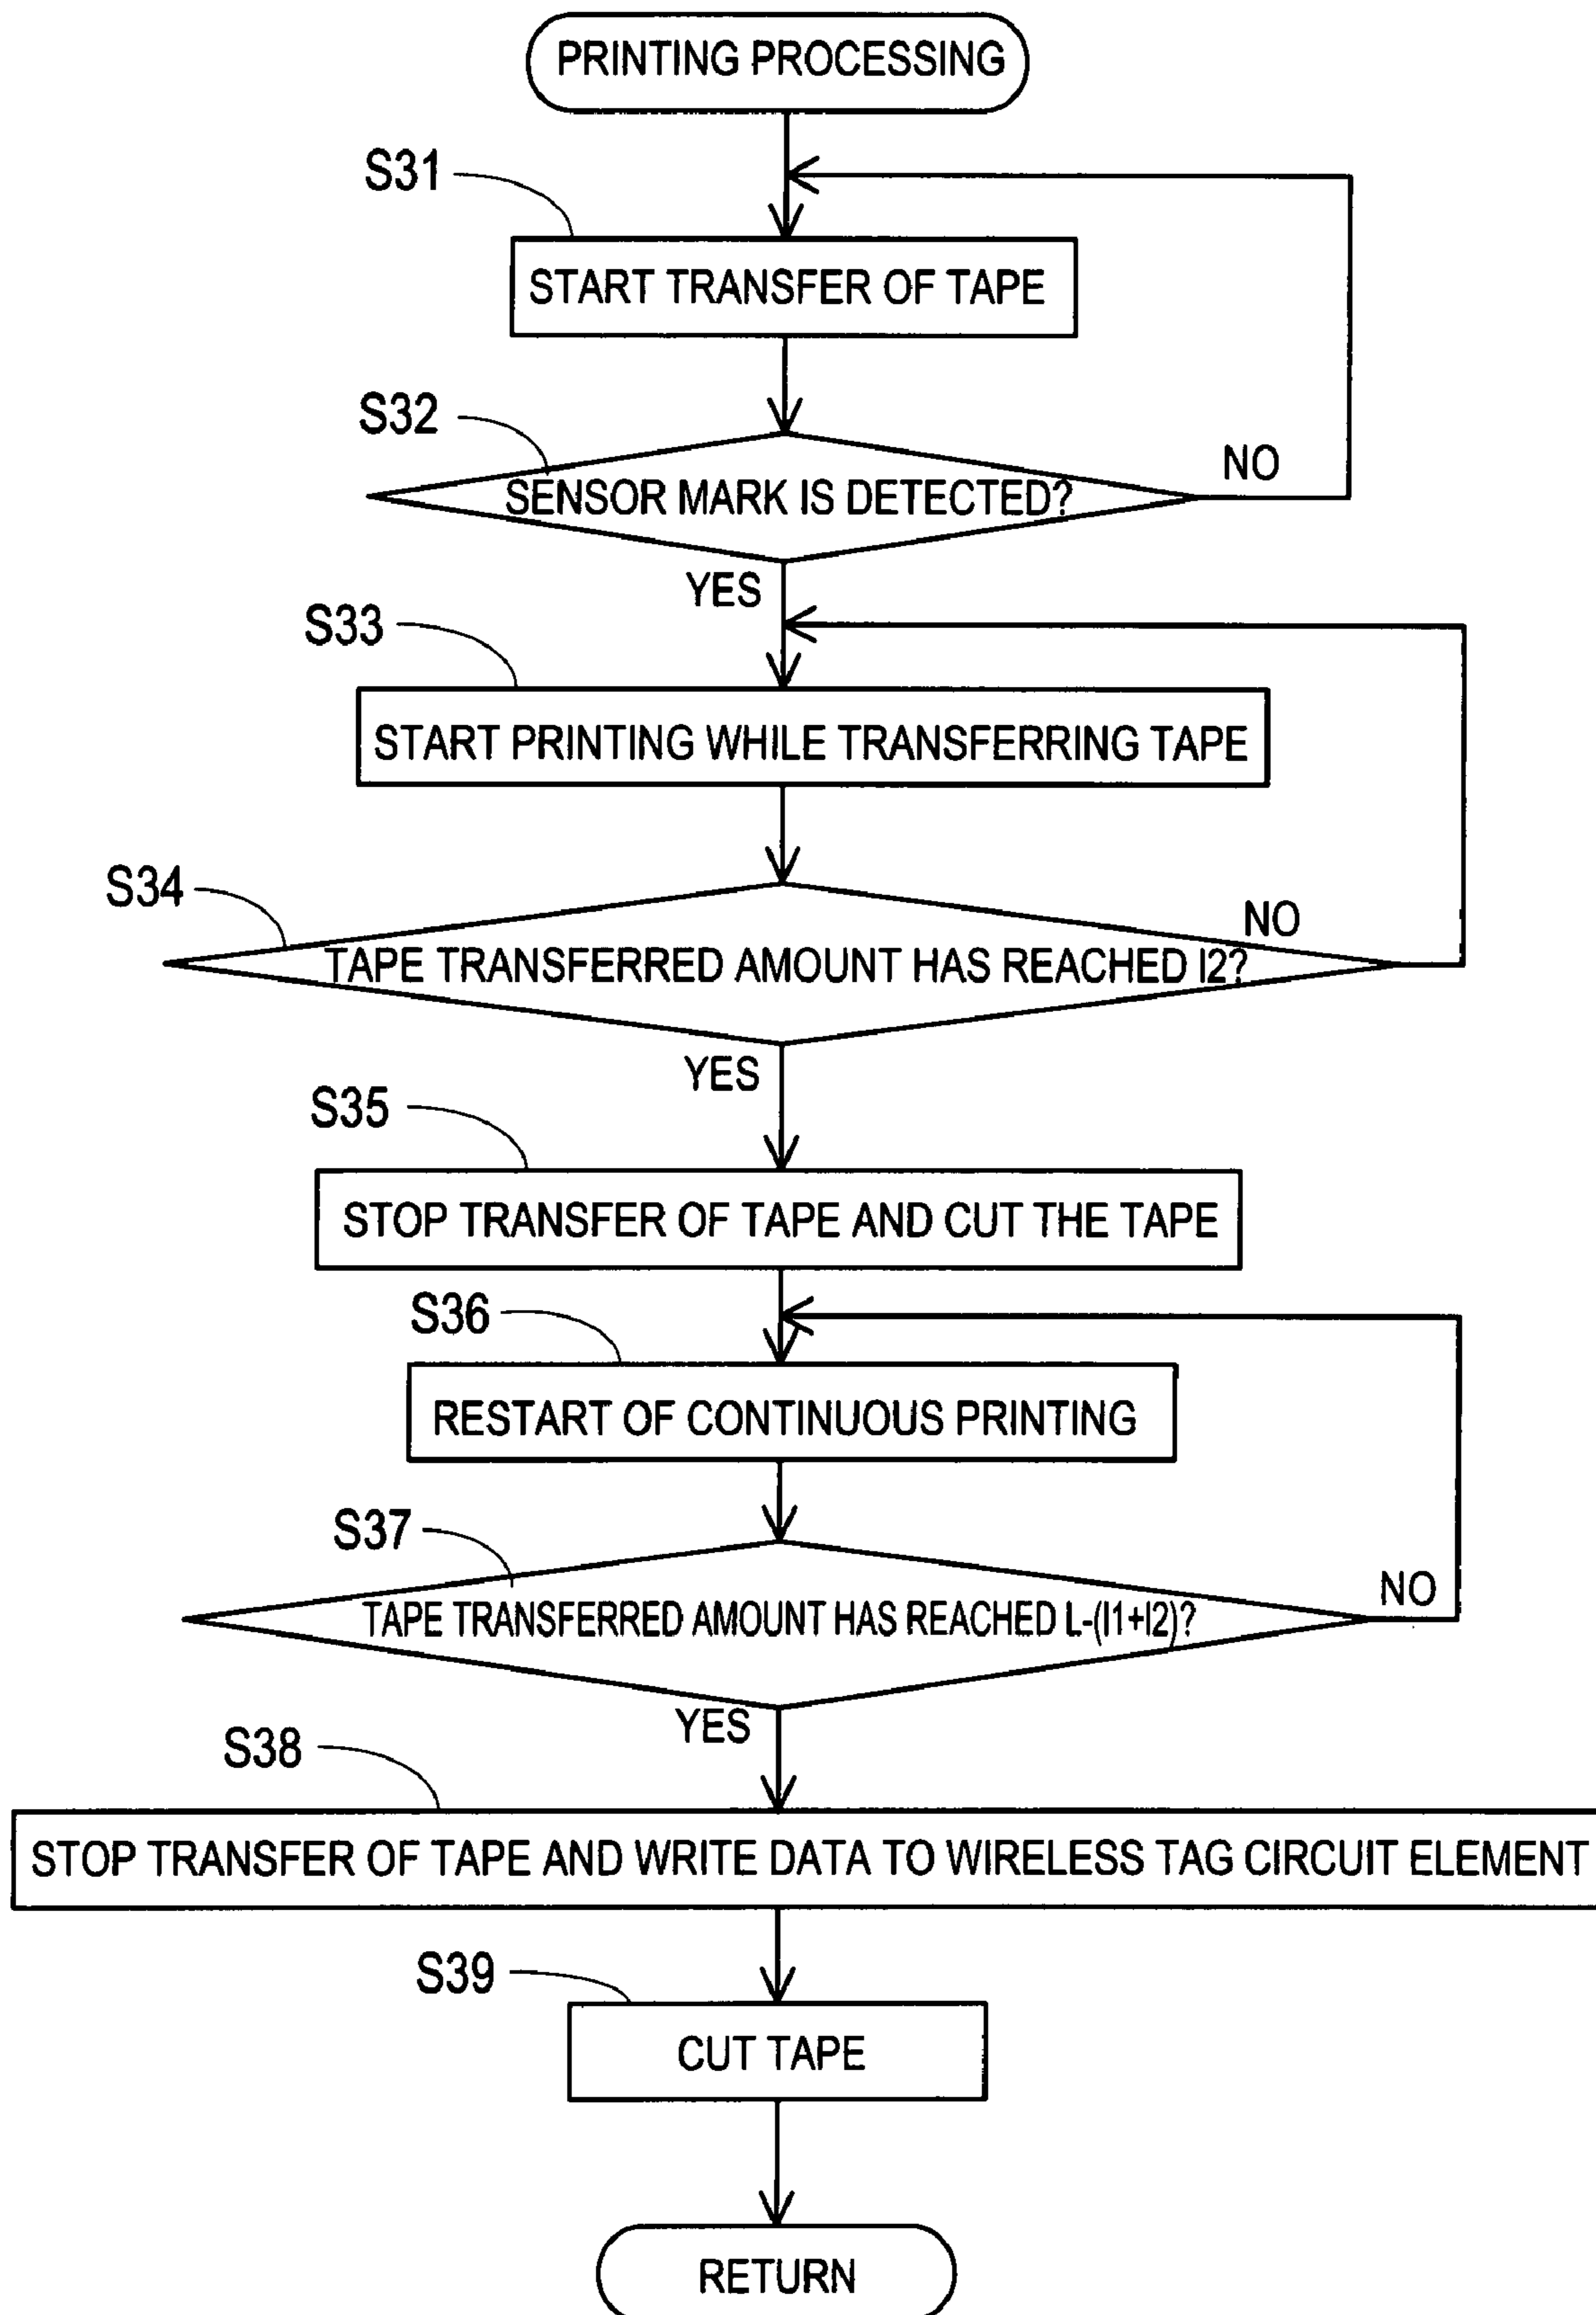 PRINTING PROCESSING
S31
START TRANSFER OF TAPE
S32
SENSOR MARK IS DETECTED?
NO
YES
S33
START PRINTING WHILE TRANSFERRING TAPE
S34
TAPE TRANSFERRED AMOUNT HAS REACHED l2?
NO
YES
S35
STOP TRANSFER OF TAPE AND CUT THE TAPE
S36
RESTART OF CONTINUOUS PRINTING
S37
TAPE TRANSFERRED AMOUNT HAS REACHED L-(l1+l2)?
NO
YES
S38
STOP TRANSFER OF TAPE AND WRITE DATA TO WIRELESS TAG CIRCUIT ELEMENT
S39
CUT TAPE
RETURN